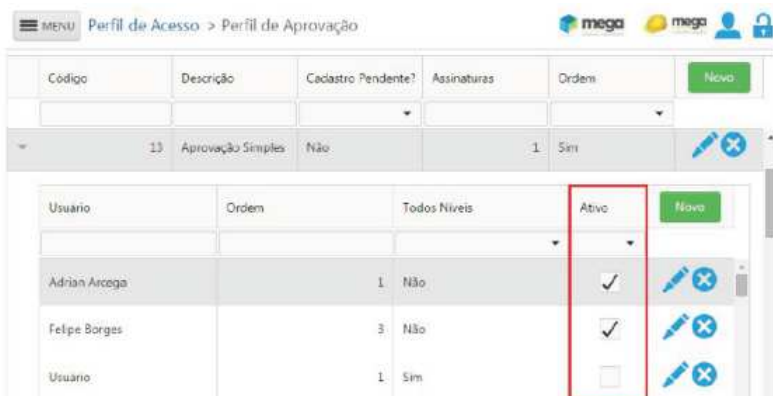 MENU Perfil de Acesso > Perfil de Aprovação mega mega
Código Descrição Cadastro Pendente? Assinaturas Ordem Novo
13 Aprovação Simples Não 1 Sim
Usuário Ordem Todos Níveis Ativo Novo
Adrian Arcega 1 Não
Felipe Borges 3 Não
Usuario 1 Sim